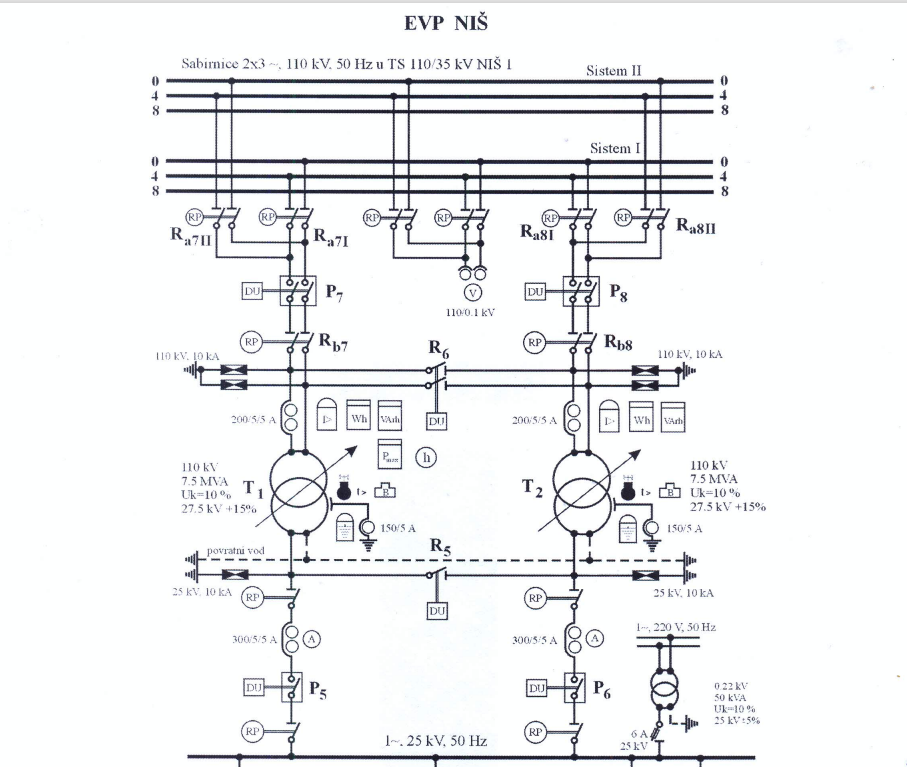 EVP NIŠ
Sabirnice 2x3 ~, 110 kV, 50 Hz u TS 110/35 kV NIŠ 1
Sistem II
0 0
4 4
8 8
Sistem I
0 0
4 4
8 8
RP RP RP RP RP RP
Ra7II Ra7I Ra8I Ra8II
DU P7 V DU P8
110/0.1 kV
RP Rb7 RP Rb8
R6
110 kV, 10 kA 110 kV, 10 kA
DU
200/5/5 A I> Wh VArh 200/5/5 A I> Wh VArh
Pmax h
110 kV
7.5 MVA
Uk=10 %
27.5 kV +15%
T1
t> B
150/5 A
T2
t> B
150/5 A
110 kV
7.5 MVA
Uk=10 %
27.5 kV +15%
povratni vod
R5
25 kV, 10 kA 25 kV, 10 kA
RP DU RP
300/5/5 A A 300/5/5 A A
1~, 220 V, 50 Hz
DU P5 DU P6
0.22 kV
50 kVA
Uk=10 %
25 kV±5%
6 A
25 kV
RP RP
1~, 25 kV, 50 Hz